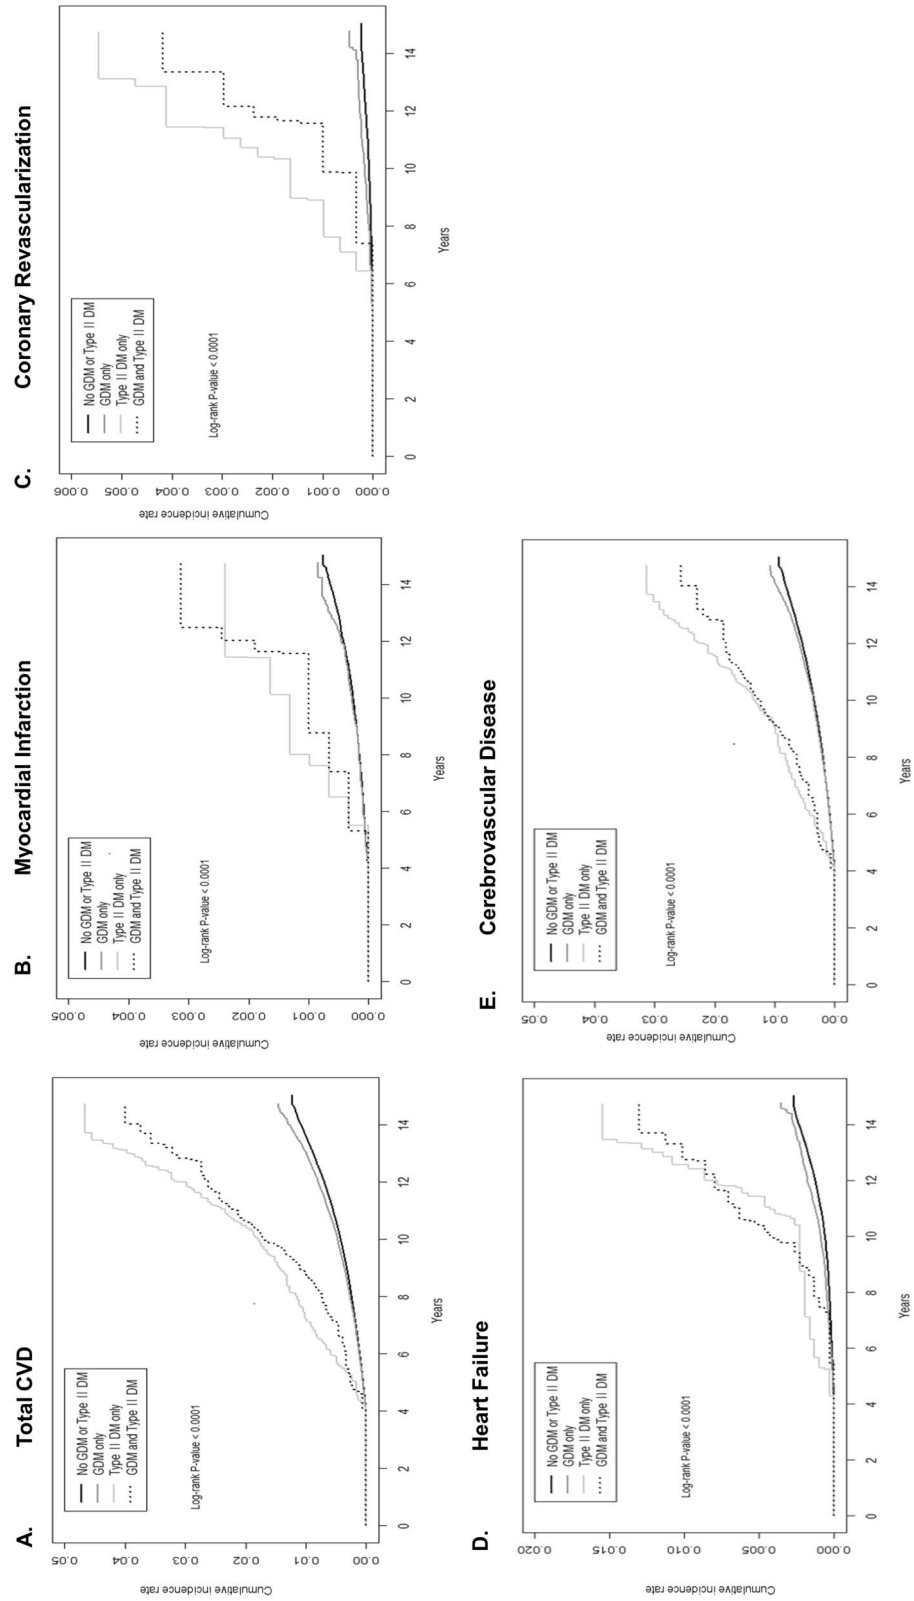 A. Total CVD
Cumulative incidence rate
0.05
0.04
0.03
0.02
0.01
0.00
No GDM or Type II DM
GDM only
Type II DM only
GDM and Type II DM
Log-rank P-value < 0.0001
0 2 4 6 8 10 12 14
Years
B. Myocardial Infarction
Cumulative incidence rate
0.005
0.004
0.003
0.002
0.001
0.000
No GDM or Type II DM
GDM only
Type II DM only
GDM and Type II DM
Log-rank P-value < 0.0001
0 2 4 6 8 10 12 14
Years
C. Coronary Revascularization
Cumulative incidence rate
0.006
0.005
0.004
0.003
0.002
0.001
0.000
No GDM or Type II DM
GDM only
Type II DM only
GDM and Type II DM
Log-rank P-value < 0.0001
0 2 4 6 8 10 12 14
Years
D. Heart Failure
Cumulative incidence rate
0.020
0.015
0.010
0.005
0.000
No GDM or Type II DM
GDM only
Type II DM only
GDM and Type II DM
Log-rank P-value < 0.0001
0 2 4 6 8 10 12 14
Years
E. Cerebrovascular Disease
Cumulative incidence rate
0.05
0.04
0.03
0.02
0.01
0.00
No GDM or Type II DM
GDM only
Type II DM only
GDM and Type II DM
Log-rank P-value < 0.0001
0 2 4 6 8 10 12 14
Years